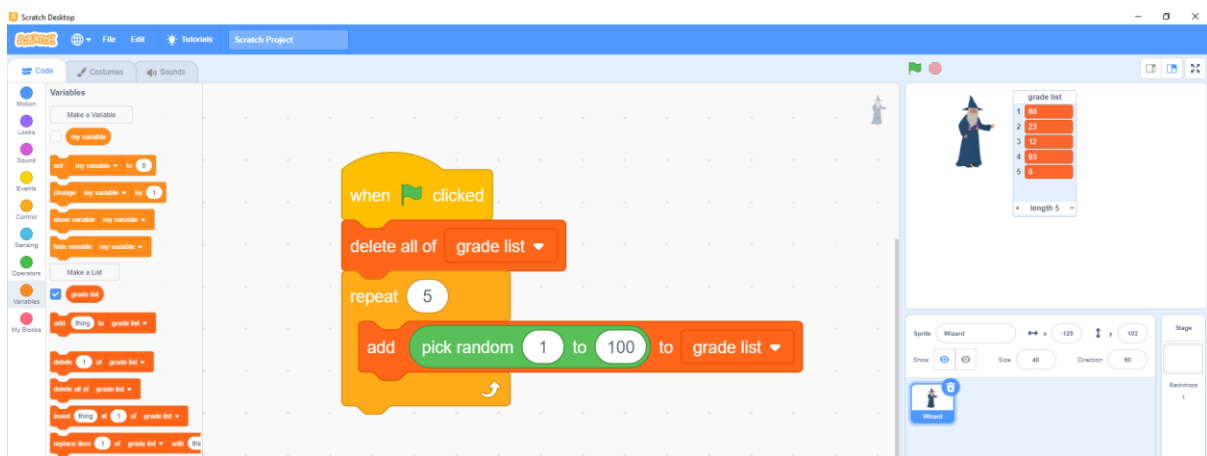 Scratch Desktop
SCRATCH File Edit Tutorials Scratch Project
Code Costumes Sounds
Motion
Looks
Sound
Events
Control
Sensing
Operators
Variables
My Blocks
Variables
Make a Variable
my variable
set my variable to 0
change my variable by 1
show variable my variable
hide variable my variable
Make a List
grade list
add thing to grade list
delete 1 of grade list
delete all of grade list
insert thing at 1 of grade list
replace item 1 of grade list with
when clicked
delete all of grade list
repeat 5
add pick random 1 to 100 to grade list
grade list
1 80
2 23
3 12
4 93
5 6
+ length 5 =
Sprite Wizard x -129 y 103
Show Size 40 Direction 90
Wizard
Stage
Backdrops
1